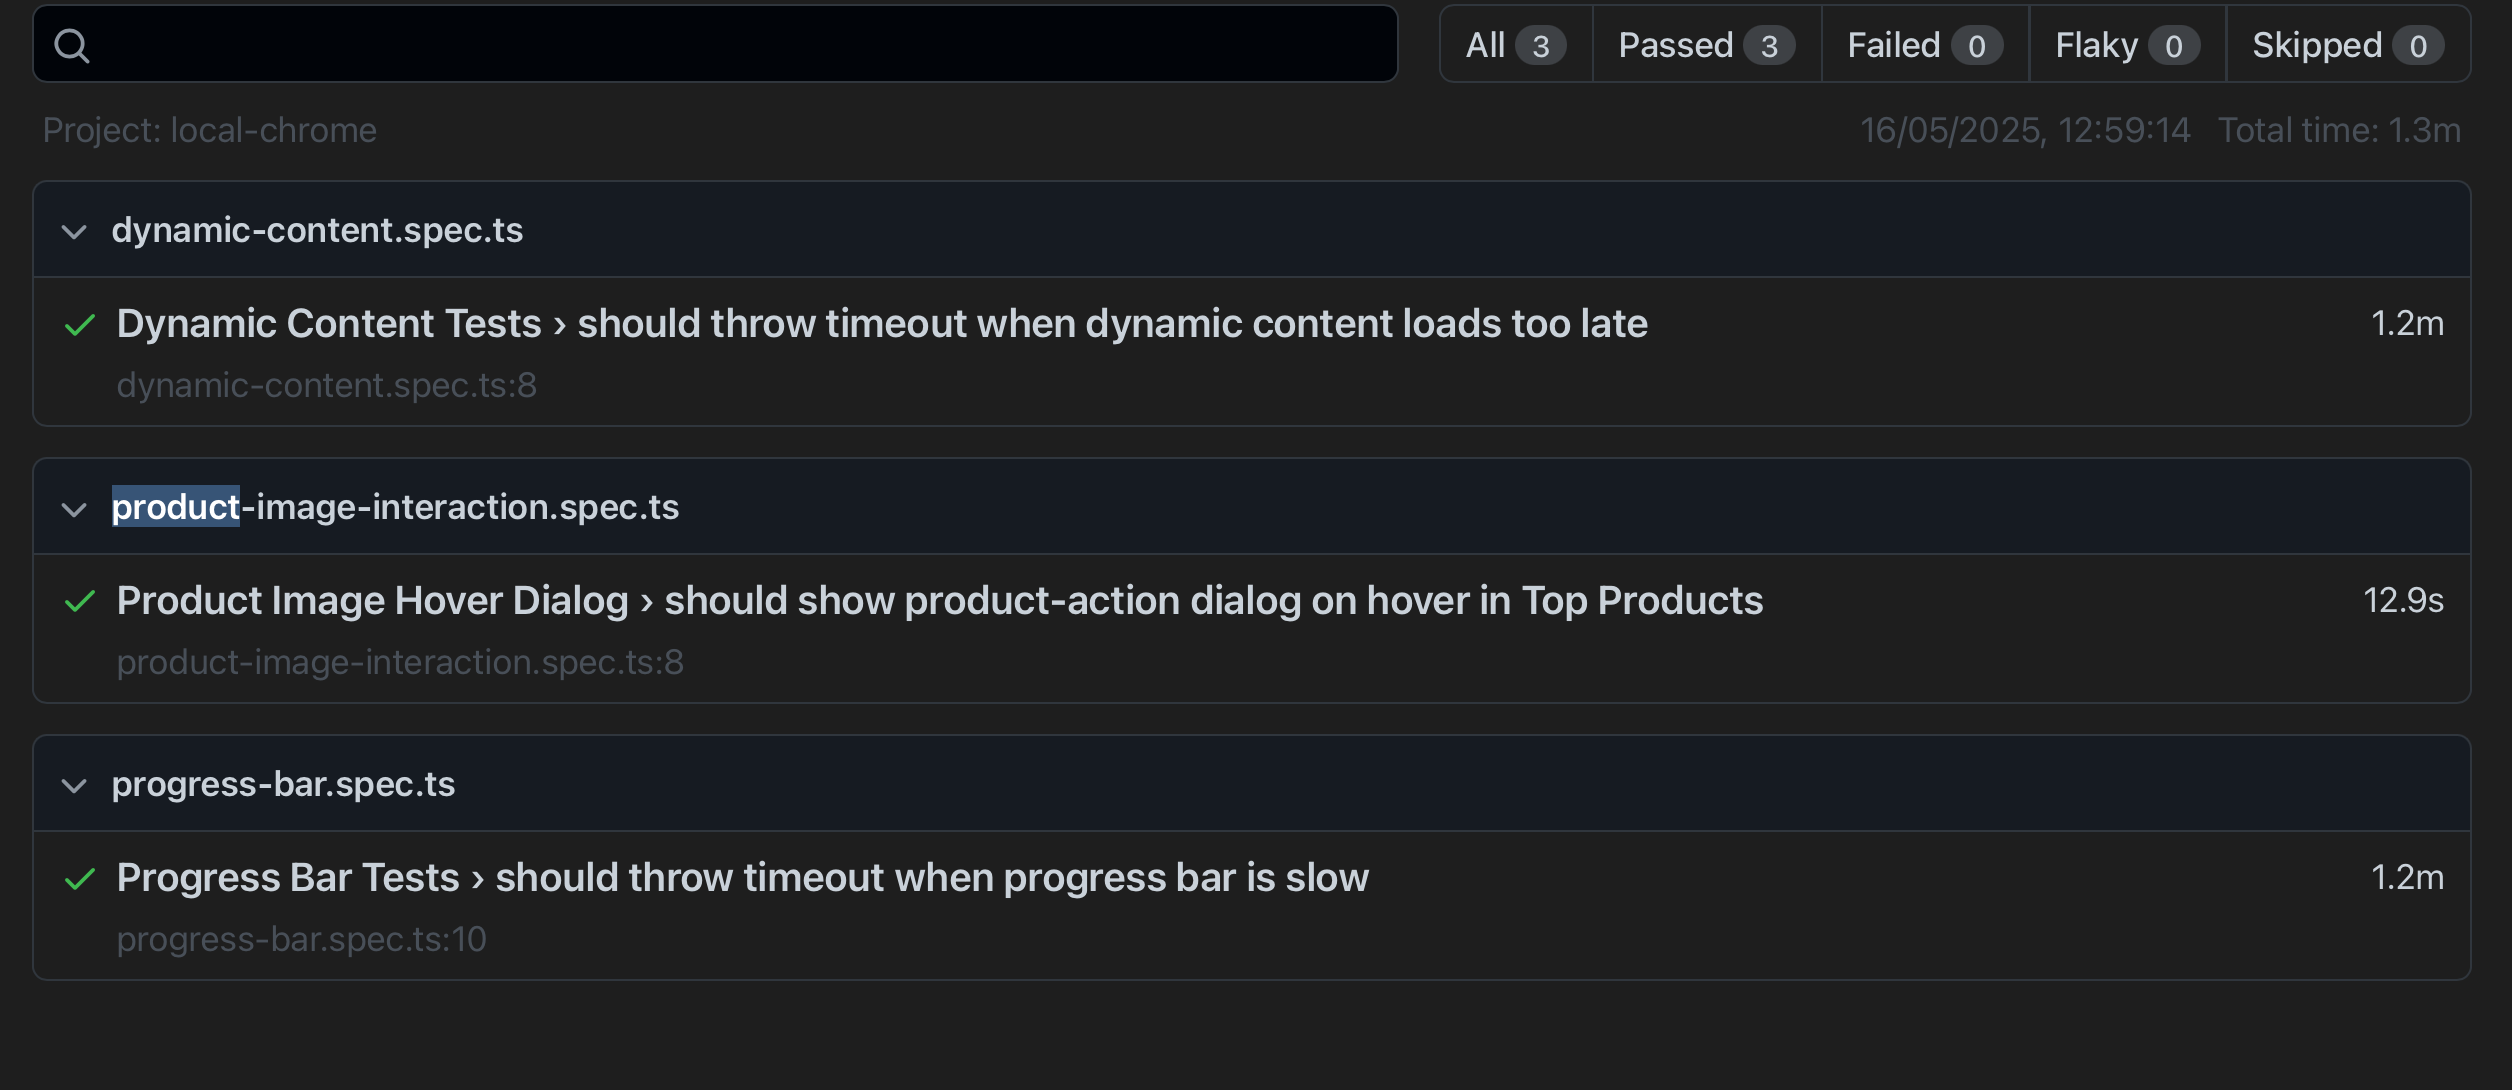 All 3 Passed 3 Failed 0 Flaky 0 Skipped 0
Project: local-chrome 16/05/2025, 12:59:14 Total time: 1.3m
dynamic-content.spec.ts
Dynamic Content Tests › should throw timeout when dynamic content loads too late 1.2m
dynamic-content.spec.ts:8
product-image-interaction.spec.ts
Product Image Hover Dialog › should show product-action dialog on hover in Top Products 12.9s
product-image-interaction.spec.ts:8
progress-bar.spec.ts
Progress Bar Tests › should throw timeout when progress bar is slow 1.2m
progress-bar.spec.ts:10